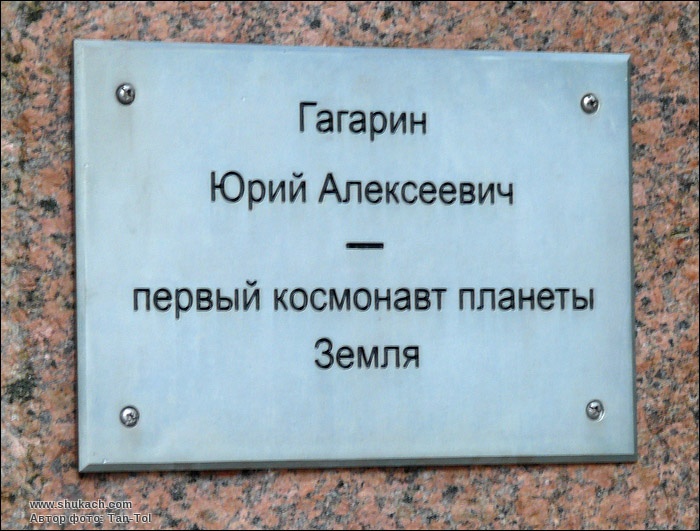 Гагарин
Юрий Алексеевич
—
первый космонавт планеты
Земля
www.shukach.com
Автор фото: Tan-Tol